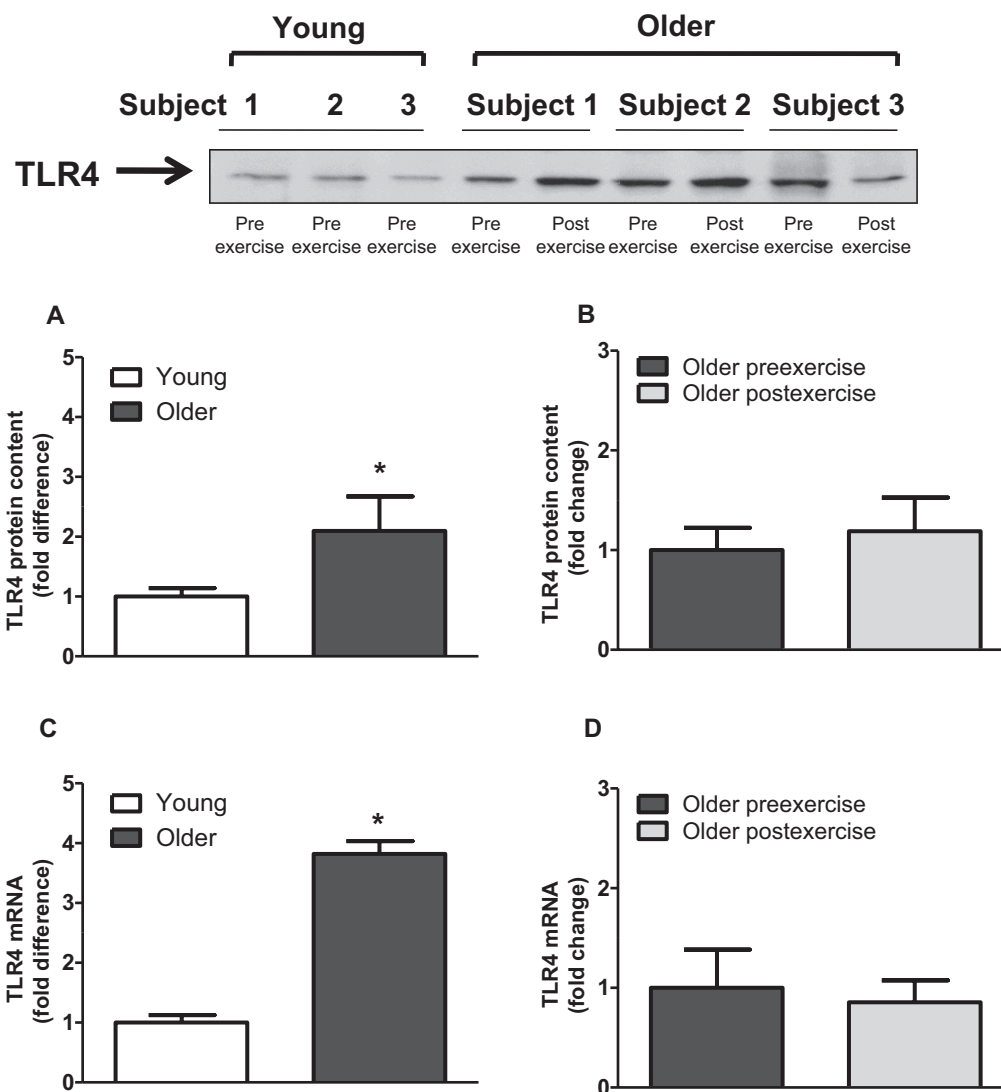 Young Older
Subject 1 2 3 Subject 1 Subject 2 Subject 3
TLR4
Pre Pre Pre Pre Post Pre Post Pre Post
exercise exercise exercise exercise exercise exercise exercise exercise exercise
A
5
4
3
2
1
0
TLR4 protein content
(fold difference)
Young
Older
*
B
3
2
1
0
TLR4 protein content
(fold change)
Older preexercise
Older postexercise
C
5
4
3
2
1
0
TLR4 mRNA
(fold difference)
Young
Older
*
D
3
2
1
0
TLR4 mRNA
(fold change)
Older preexercise
Older postexercise